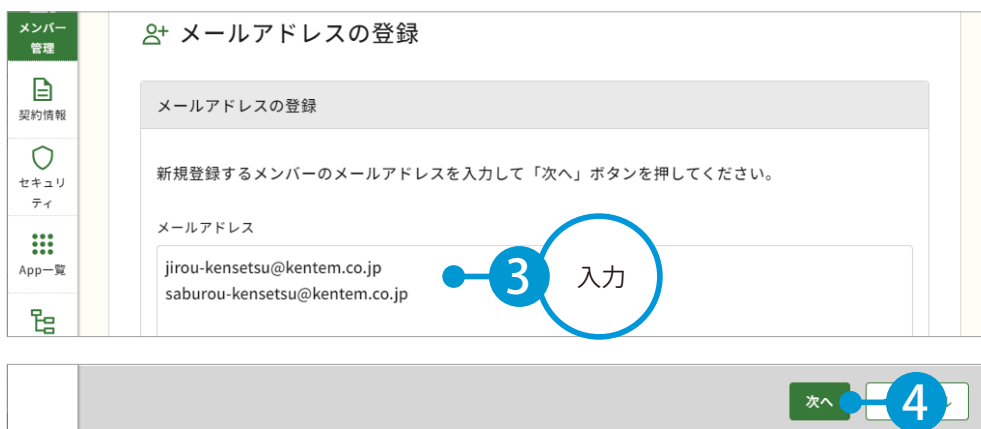 メンバー
管理
メールアドレスの登録
契約情報
メールアドレスの登録
セキュリ
ティ
新規登録するメンバーのメールアドレスを入力して「次へ」ボタンを押してください。
メールアドレス
App一覧
jirou-kensetsu@kentem.co.jp
saburou-kensetsu@kentem.co.jp
3
入力
次へ
4